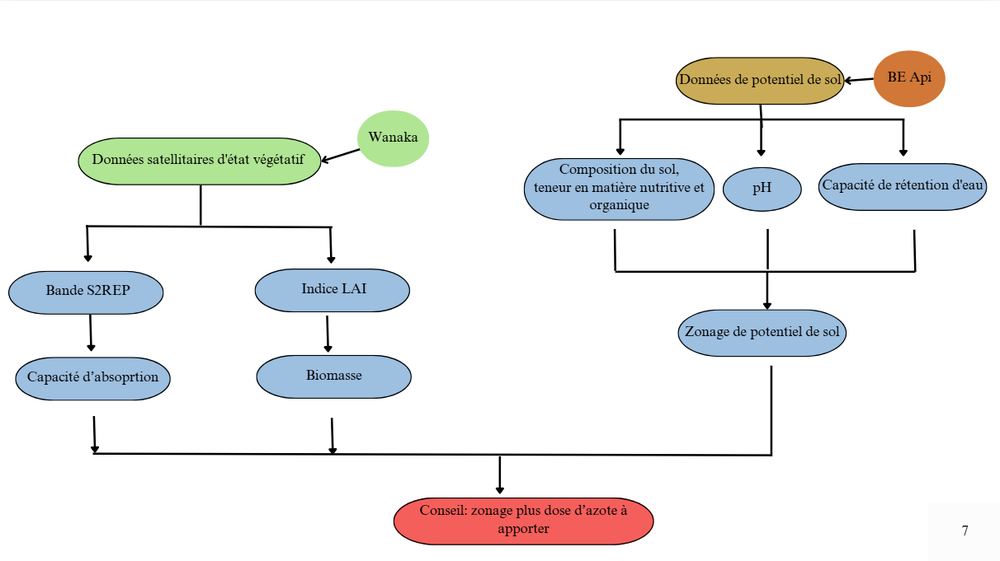 Données de potentiel de sol
BE Api
Wanaka
Données satellitaires d'état végétatif
Composition du sol,
teneur en matière nutritive et
organique
pH
Capacité de rétention d'eau
Bande S2REP
Indice LAI
Zonage de potentiel de sol
Capacité d'absoprtion
Biomasse
Conseil: zonage plus dose d'azote à
apporter
7